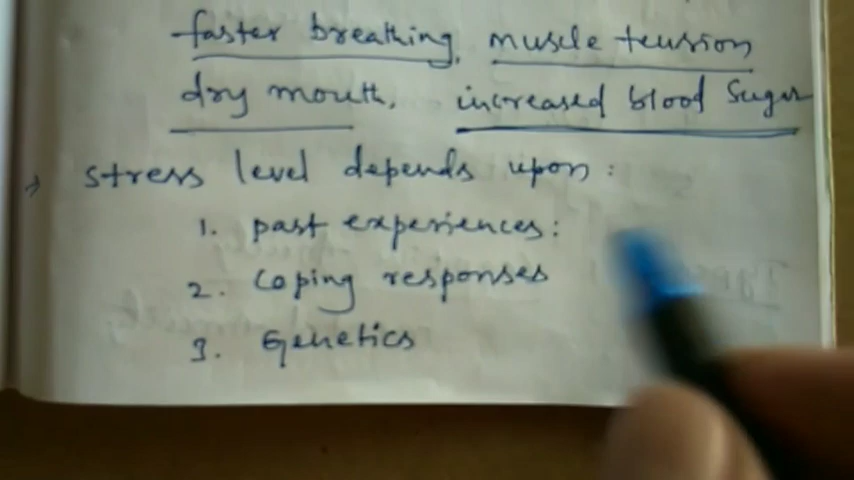 faster breathing, muscle tension
dry mouth, increased blood sugar
→ stress level depends upon:
1. past experiences:
2. Coping responses
3. Genetics